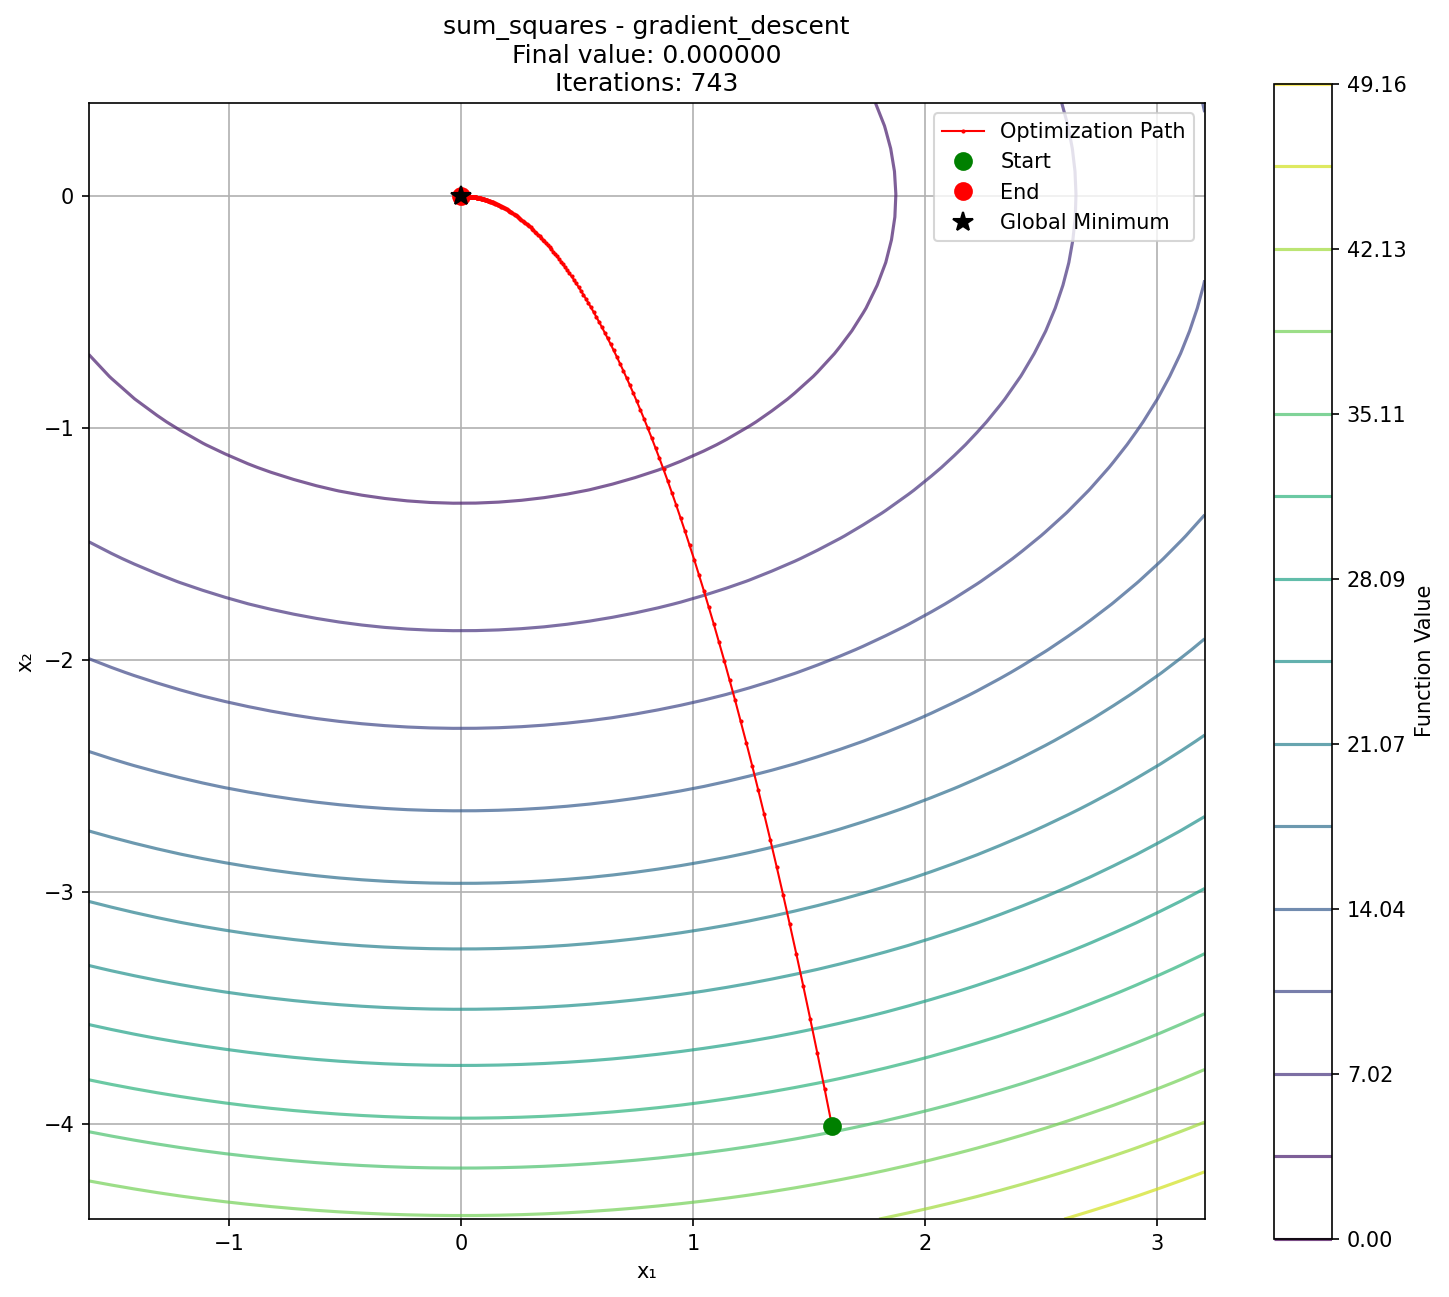 sum_squares - gradient_descent
Final value: 0.000000
Iterations: 743
Optimization Path
Start
End
Global Minimum
0
−1
−2
−3
−4
x₂
−1
0
1
2
3
x₁
49.16
42.13
35.11
28.09
21.07
14.04
7.02
0.00
Function Value